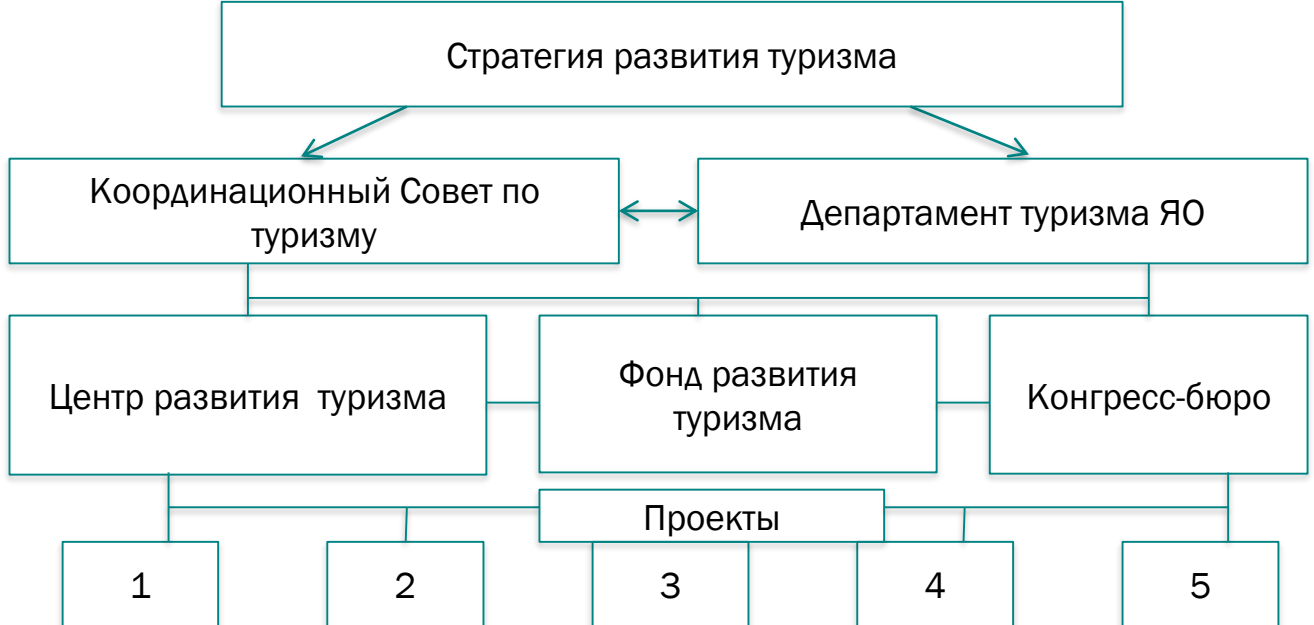 Стратегия развития туризма
Координационный Совет по
туризму
Департамент туризма ЯО
Центр развития  туризма
Фонд развития
туризма
Конгресс-бюро
Проекты
1
2
3
4
5